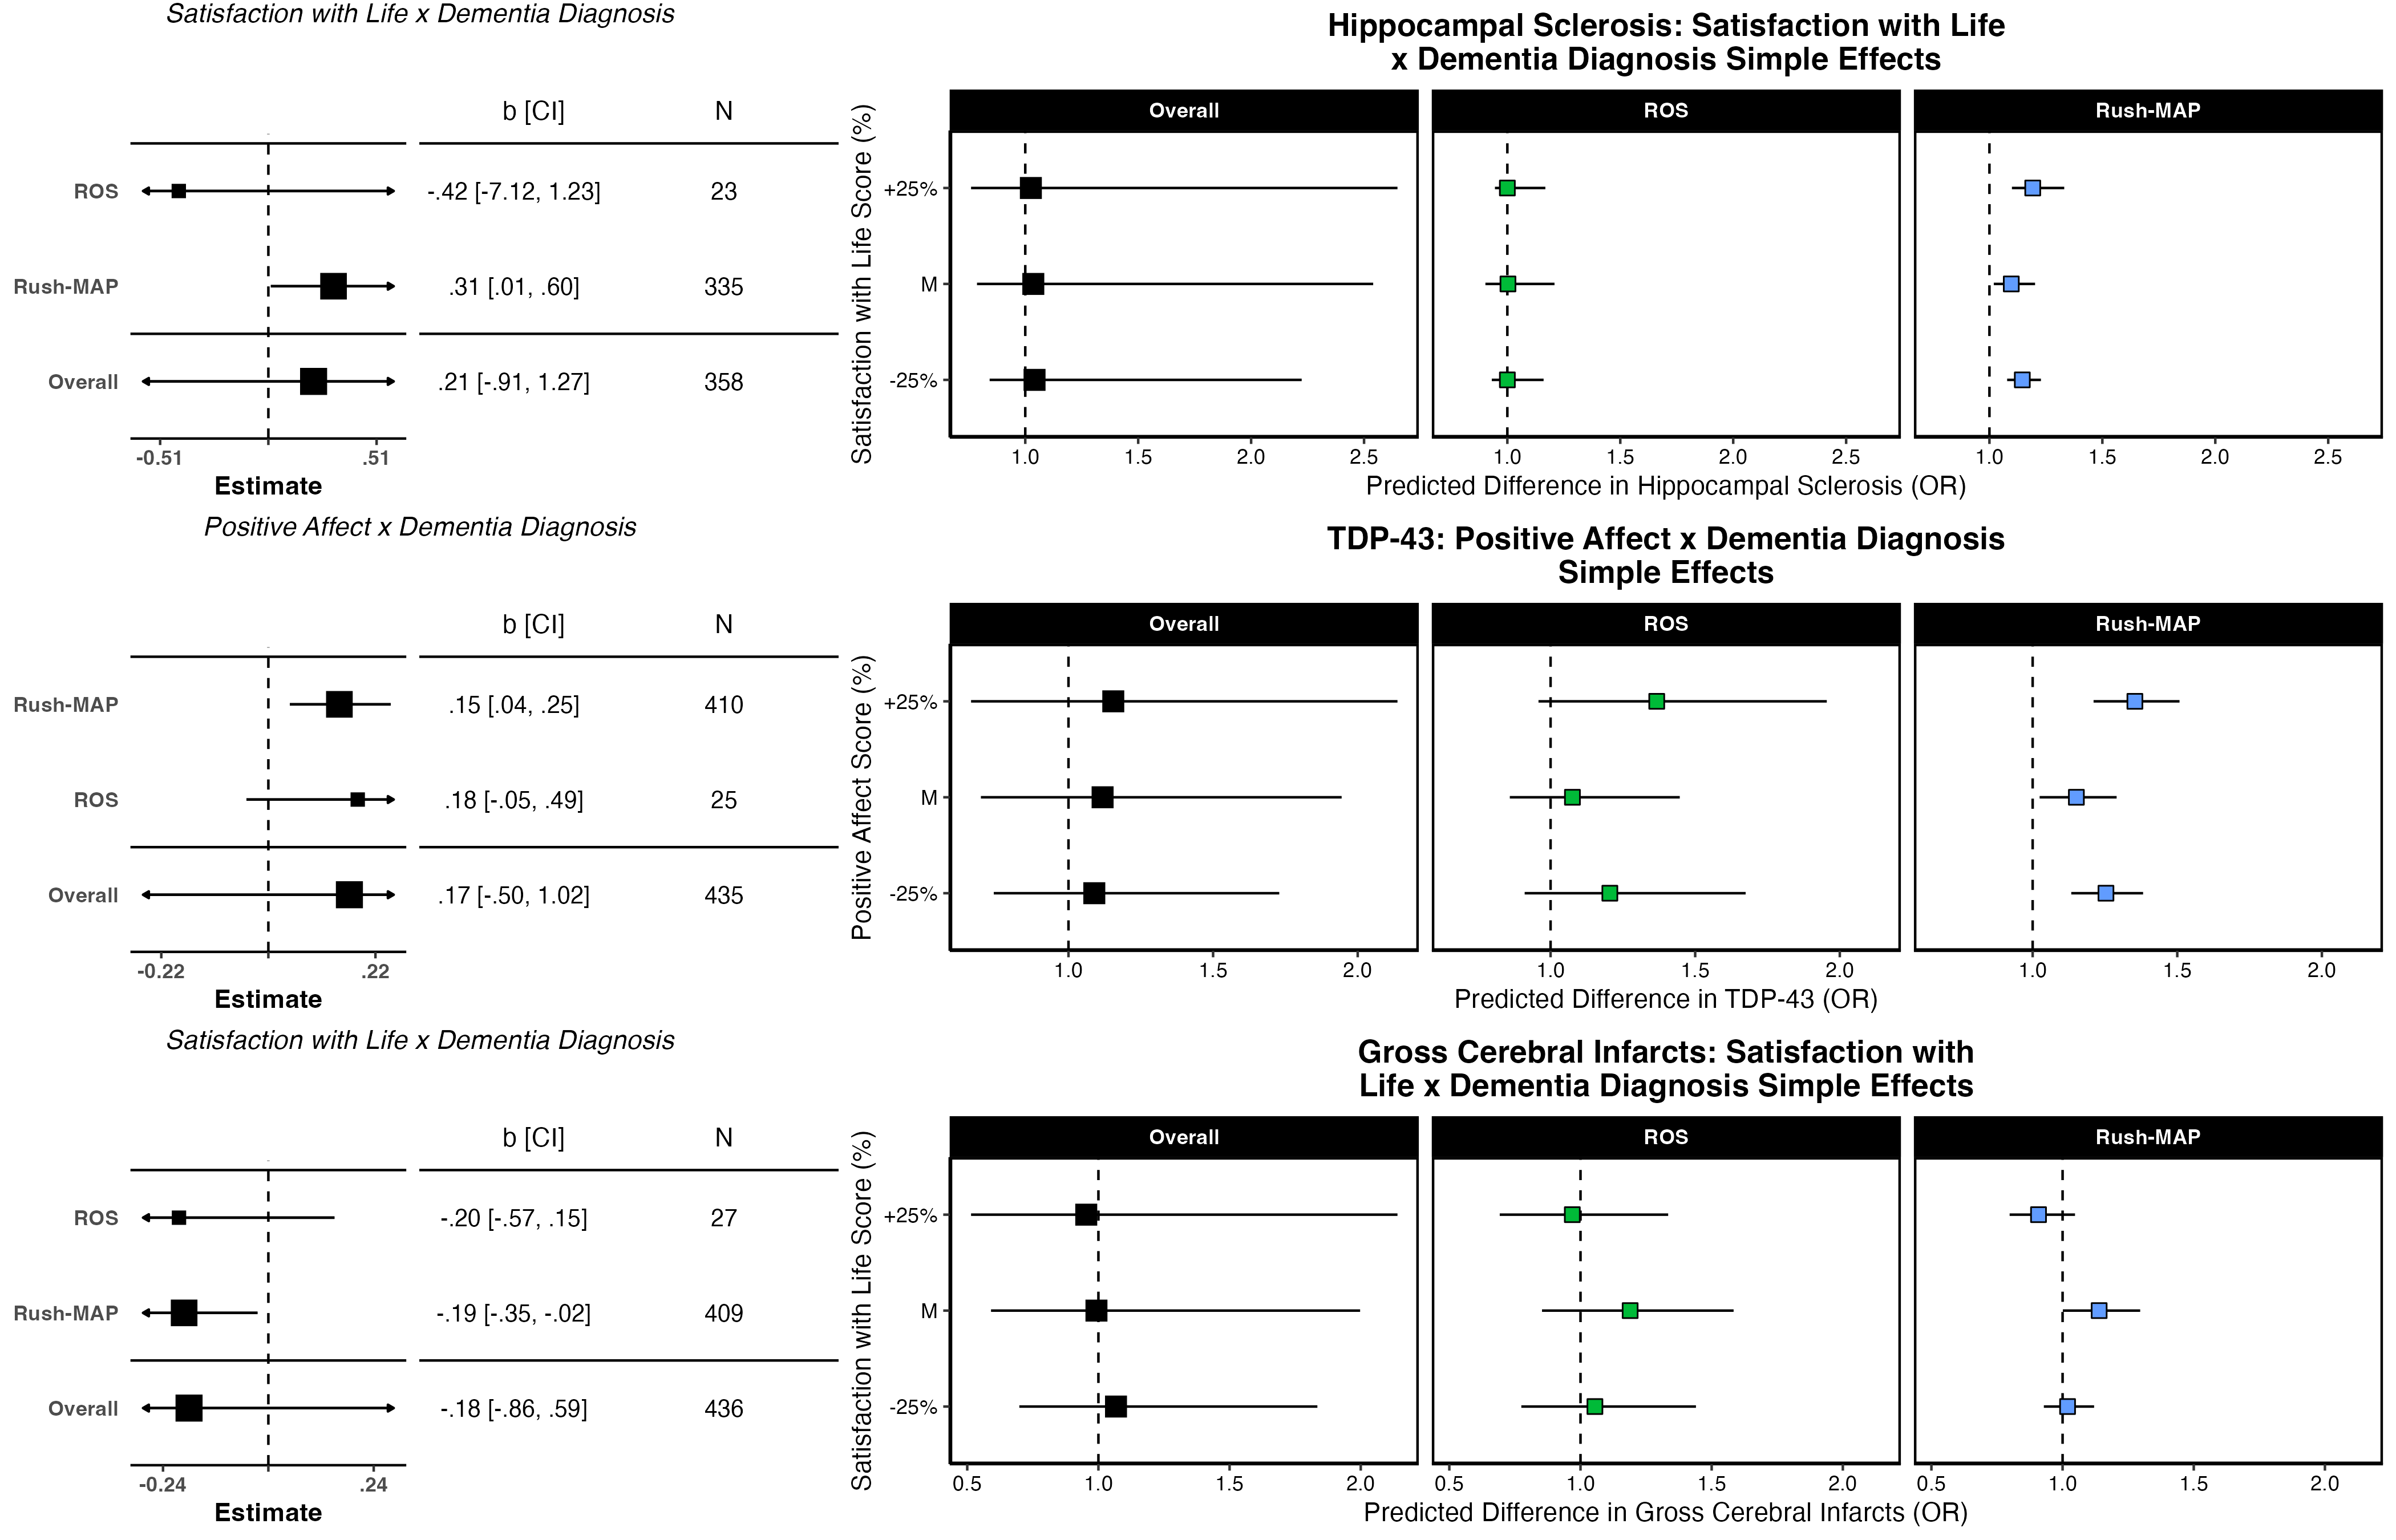 Satisfaction with Life x Dementia Diagnosis
b [CI] N
ROS -.42 [-7.12, 1.23] 23
Rush-MAP .31 [.01, .60] 335
Overall .21 [-.91, 1.27] 358
-0.51 .51
Estimate
Hippocampal Sclerosis: Satisfaction with Life
x Dementia Diagnosis Simple Effects
Overall ROS Rush-MAP
Satisfaction with Life Score (%)
+25%
M
-25%
1.0 1.5 2.0 2.5 1.0 1.5 2.0 2.5 1.0 1.5 2.0 2.5
Predicted Difference in Hippocampal Sclerosis (OR)
Positive Affect x Dementia Diagnosis
b [CI] N
Rush-MAP .15 [.04, .25] 410
ROS .18 [-.05, .49] 25
Overall .17 [-.50, 1.02] 435
-0.22 .22
Estimate
TDP-43: Positive Affect x Dementia Diagnosis
Simple Effects
Overall ROS Rush-MAP
Positive Affect Score (%)
+25%
M
-25%
1.0 1.5 2.0 1.0 1.5 2.0 1.0 1.5 2.0
Predicted Difference in TDP-43 (OR)
Satisfaction with Life x Dementia Diagnosis
b [CI] N
ROS -.20 [-.57, .15] 27
Rush-MAP -.19 [-.35, -.02] 409
Overall -.18 [-.86, .59] 436
-0.24 .24
Estimate
Gross Cerebral Infarcts: Satisfaction with
Life x Dementia Diagnosis Simple Effects
Overall ROS Rush-MAP
Satisfaction with Life Score (%)
+25%
M
-25%
0.5 1.0 1.5 2.0 0.5 1.0 1.5 2.0 0.5 1.0 1.5 2.0
Predicted Difference in Gross Cerebral Infarcts (OR)